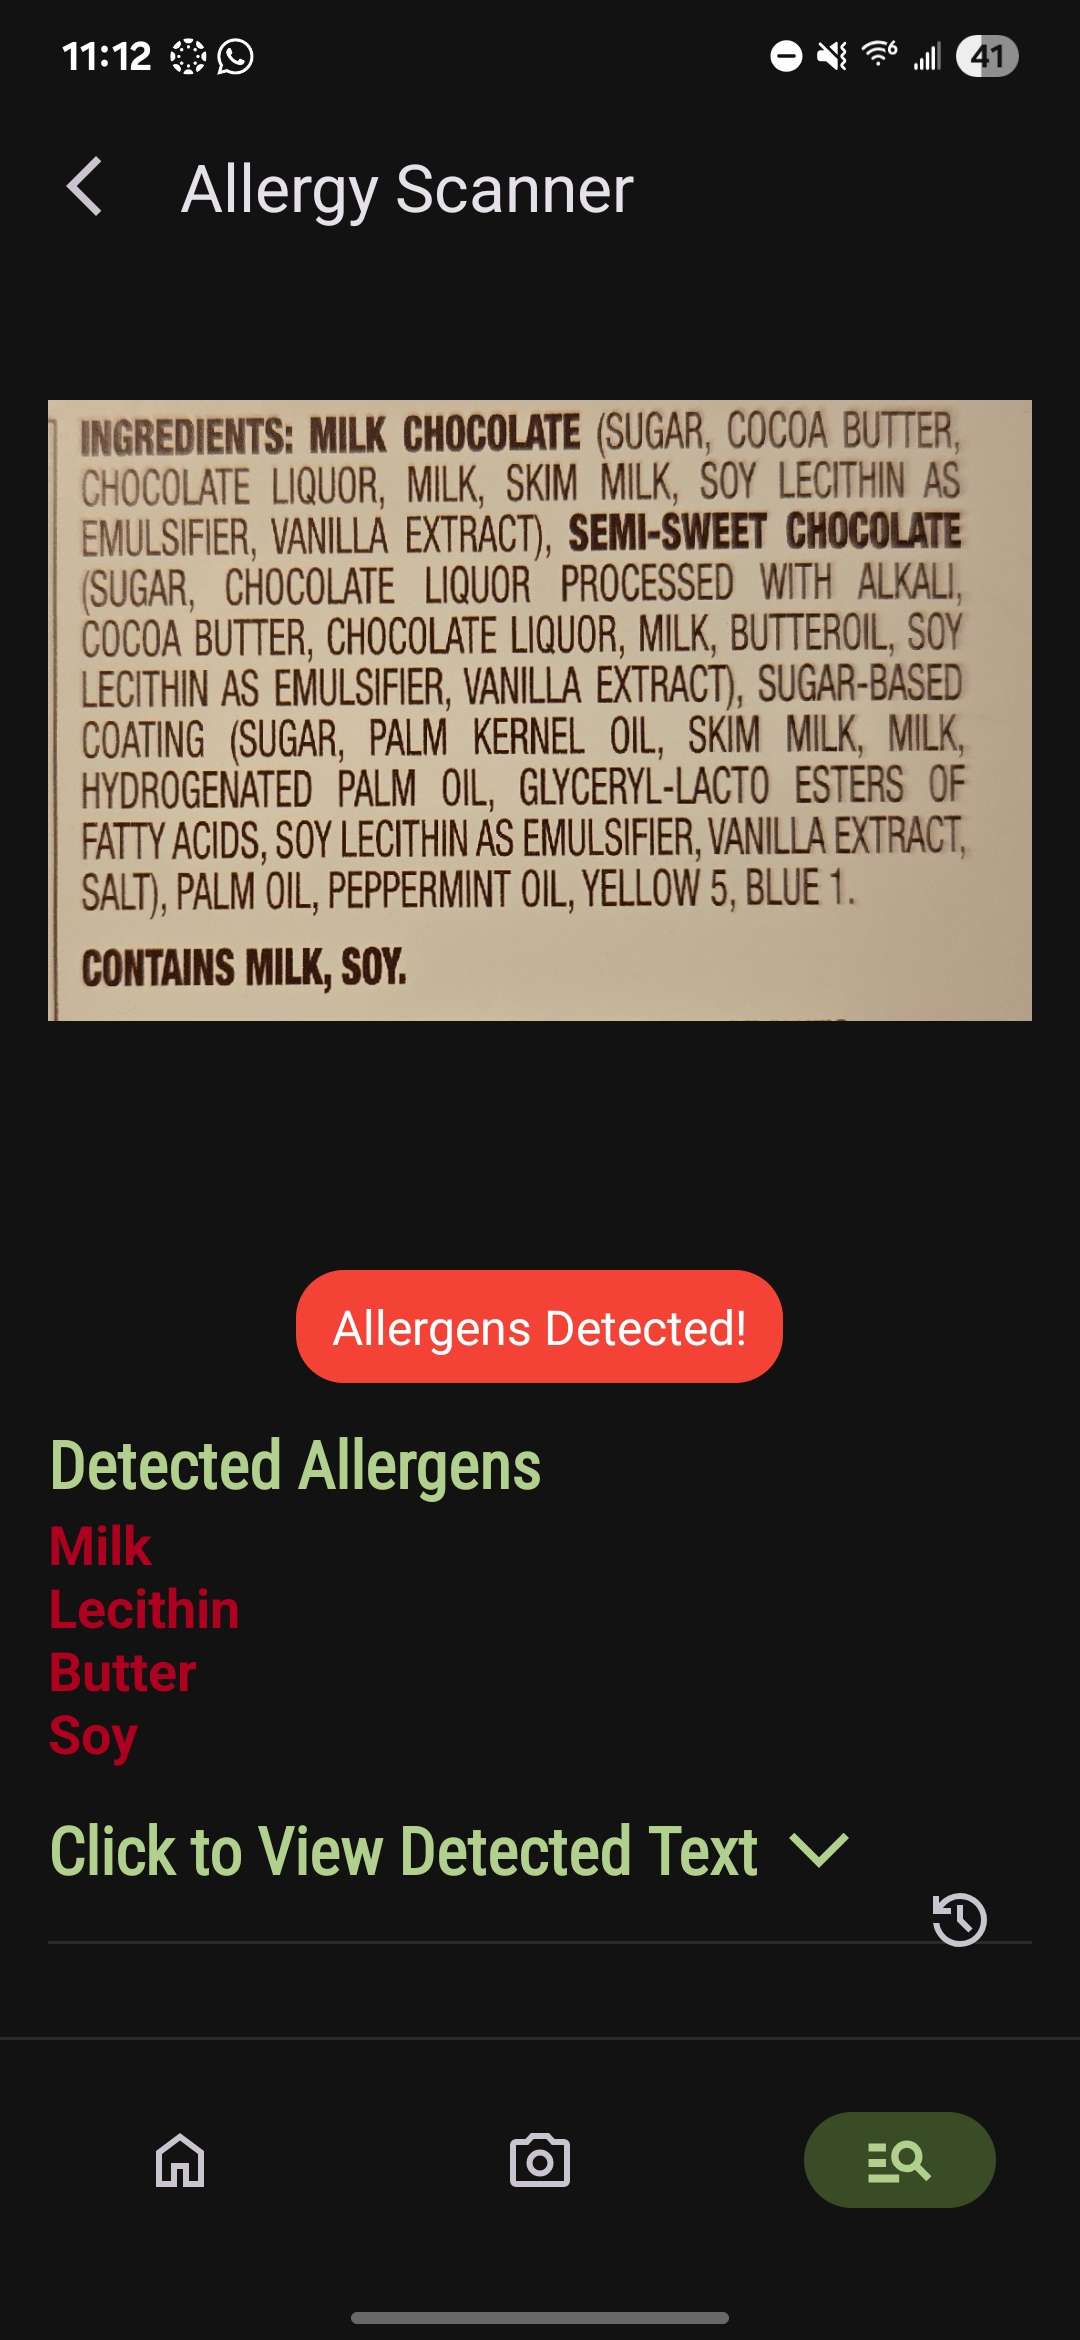 11:12
6
41
Allergy Scanner
INGREDIENTS: MILK CHOCOLATE (SUGAR, COCOA BUTTER,
CHOCOLATE LIQUOR, MILK, SKIM MILK, SOY LECITHIN AS
EMULSIFIER, VANILLA EXTRACT), SEMI-SWEET CHOCOLATE
(SUGAR, CHOCOLATE LIQUOR PROCESSED WITH ALKALI,
COCOA BUTTER, CHOCOLATE LIQUOR, MILK, BUTTEROIL, SOY
LECITHIN AS EMULSIFIER, VANILLA EXTRACT), SUGAR-BASED
COATING (SUGAR, PALM KERNEL OIL, SKIM MILK, MILK,
HYDROGENATED PALM OIL, GLYCERYL-LACTO ESTERS OF
FATTY ACIDS, SOY LECITHIN AS EMULSIFIER, VANILLA EXTRACT,
SALT), PALM OIL, PEPPERMINT OIL, YELLOW 5, BLUE 1.
CONTAINS MILK, SOY.
Allergens Detected!
Detected Allergens
Milk
Lecithin
Butter
Soy
Click to View Detected Text